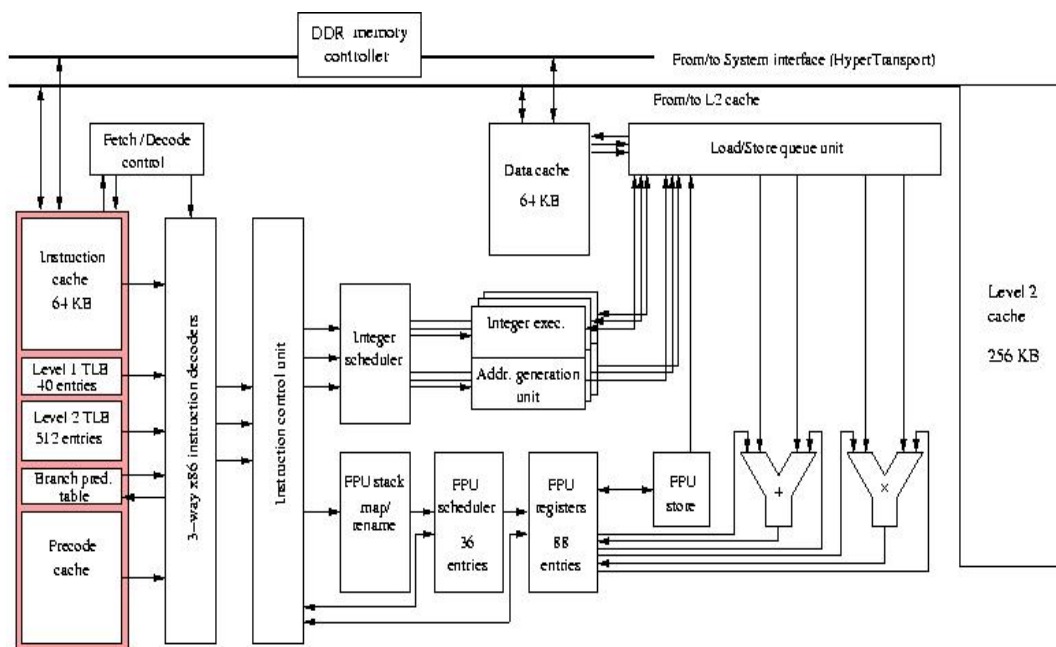 DDR memory
controller
From/to System interface (HyperTransport)
From/to L2 cache
Fetch /Decode
control
Load/Store queue unit
Data cache
64 KB
Instruction
cache
64 KB
Level 1 TLB
40 entries
Level 2 TLB
512 entries
Branch pred.
table
Precode
cache
3-way x86 instruction decoders
Instruction control unit
Integer
scheduler
Integer exec.
Addr. generation
unit
Level 2
cache
256 KB
FPU stack
map/
rename
FPU
scheduler
36
entries
FPU
registers
88
entries
FPU
store
+
×